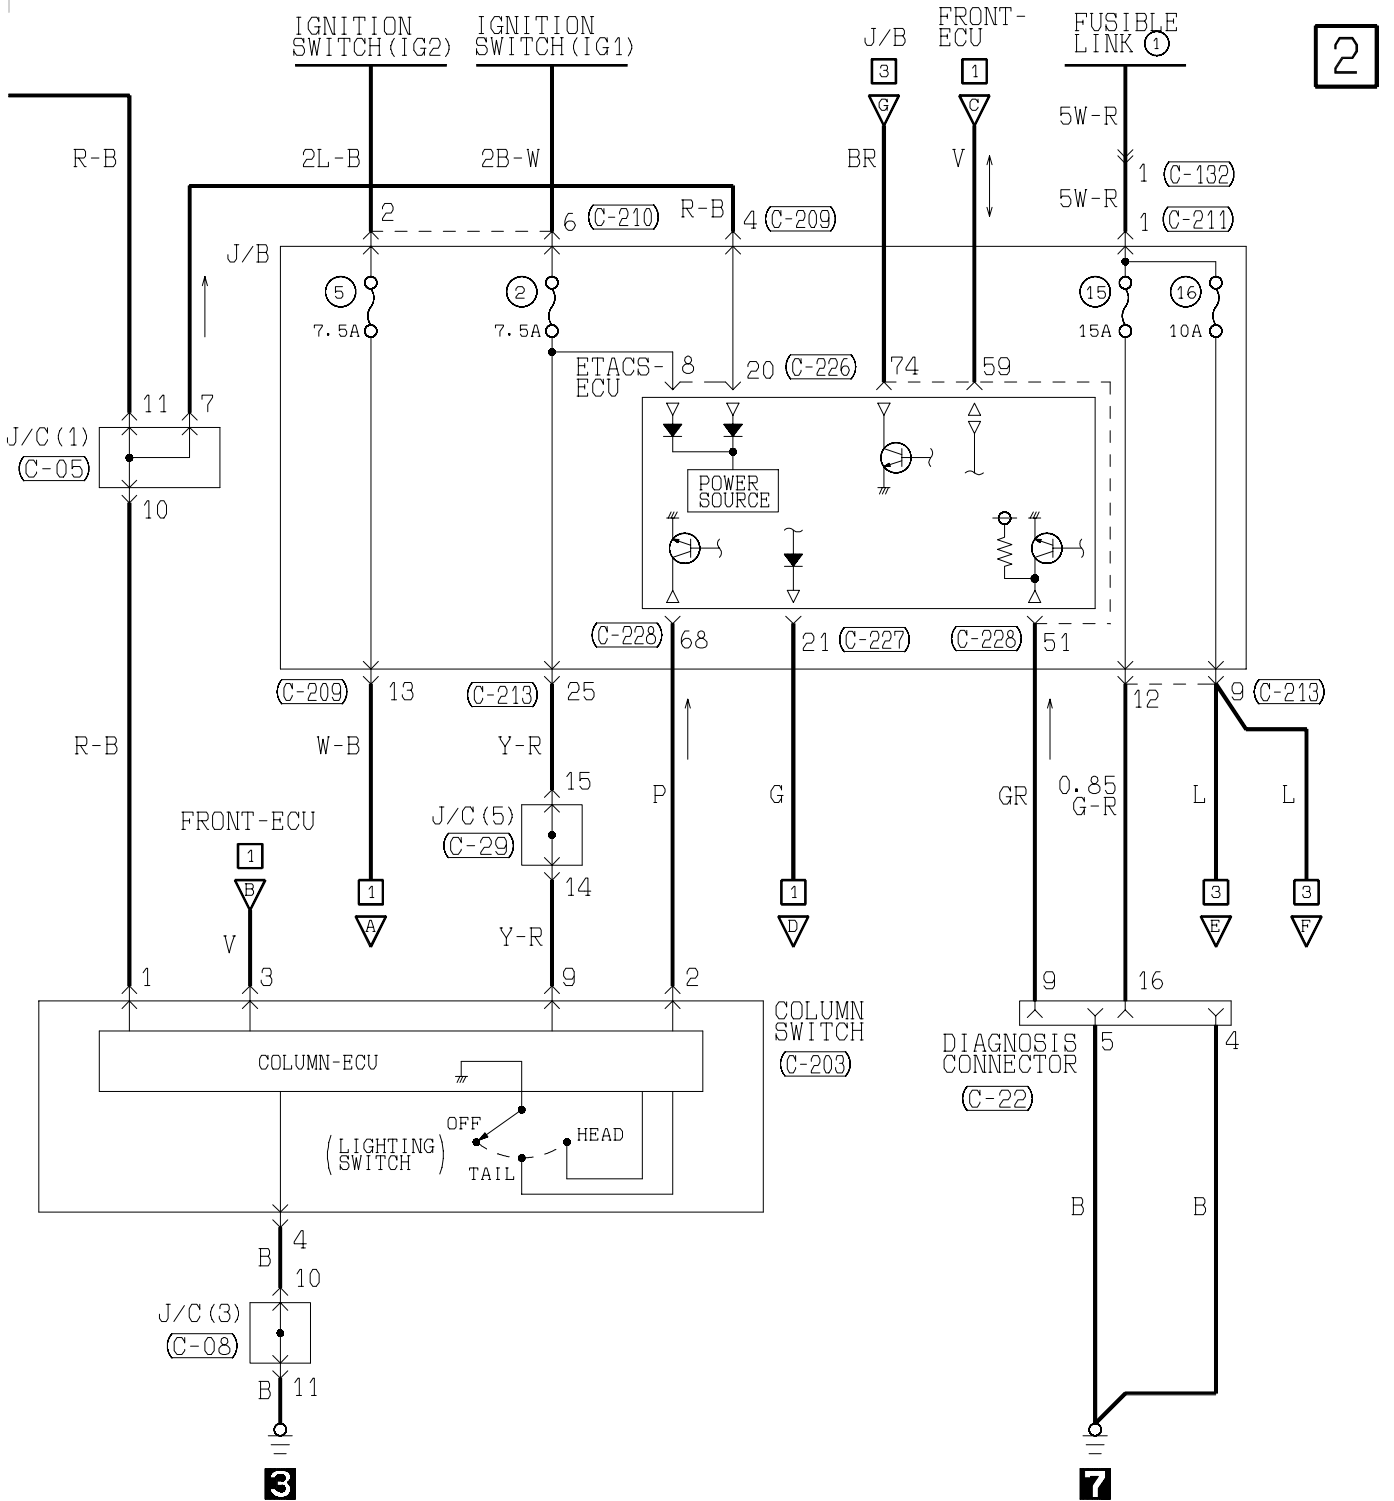 IGNITION
SWITCH(IG2)
IGNITION
SWITCH(IG1)
J/B
3
G
FRONT-
ECU
1
C
FUSIBLE
LINK 1
2
R-B
2L-B
2B-W
BR
V
5W-R
1 C-132
5W-R
2
6 C-210
R-B
4 C-209
1 C-211
J/B
5
7.5A
2
7.5A
15
15A
16
10A
ETACS-
ECU
8
20 C-226
74
59
11
7
J/C(1)
C-05
10
POWER
SOURCE
C-228 68
21 C-227
C-228 51
C-209 13
C-213 25
12
9 C-213
R-B
W-B
Y-R
P
G
GR
0.85
G-R
L
L
15
J/C(5)
C-29
14
FRONT-ECU
1
B
1
A
1
D
3
E
3
F
V
Y-R
1
3
9
2
9
16
COLUMN
SWITCH
C-203
COLUMN-ECU
DIAGNOSIS
CONNECTOR
C-22
5
4
OFF
HEAD
TAIL
(LIGHTING
SWITCH)
B
B
4
B
10
J/C(3)
C-08
B
11
3
7